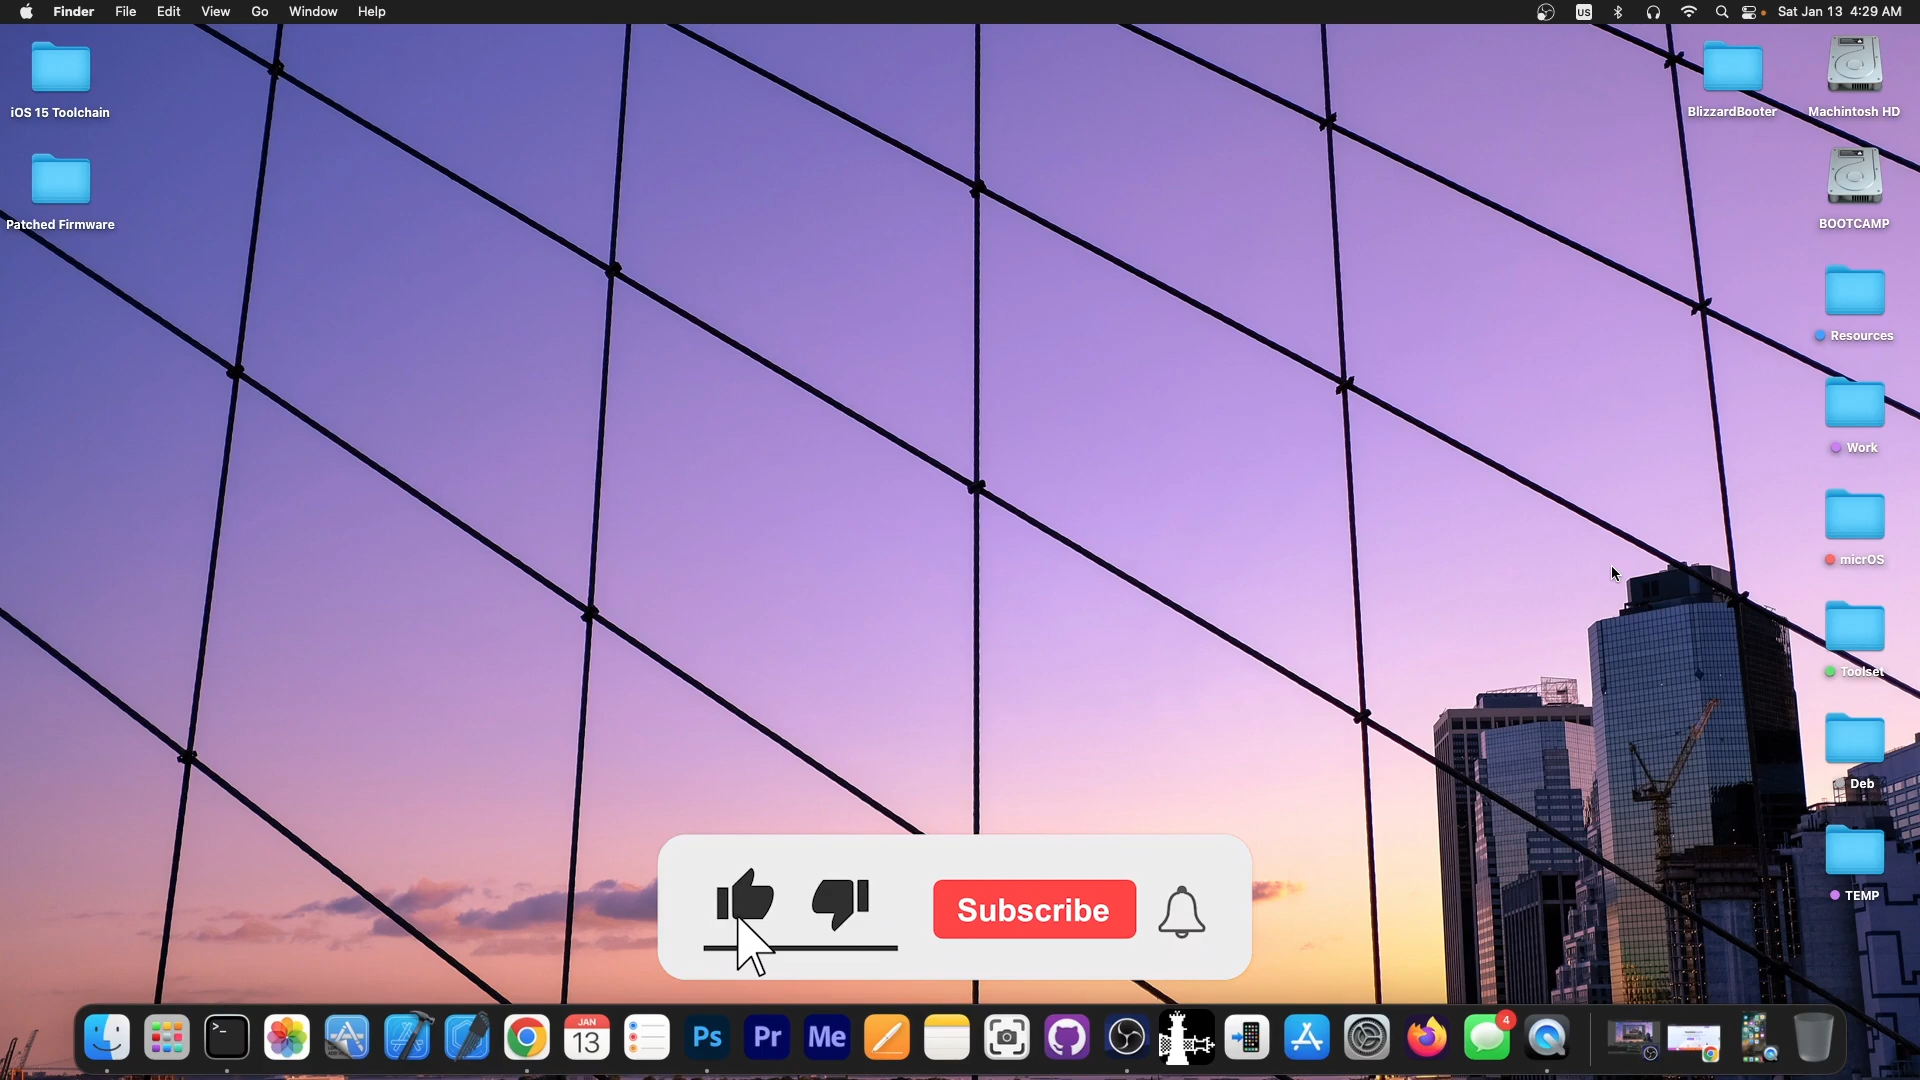 Finder File Edit View Go Window Help
US Sat Jan 13 4:29 AM
iOS 15 Toolchain
Patched Firmware
BlizzardBooter
Machintosh HD
BOOTCAMP
Resources
Work
micrOS
Toolset
Deb
TEMP
Subscribe
>_
JAN
13
Ps
Pr
Me
4